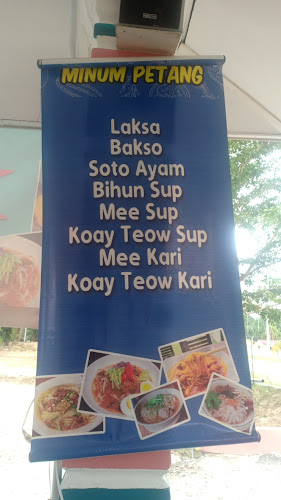 MINUM PETANG
Laksa
Bakso
Soto Ayam
Bihun Sup
Mee Sup
Koay Teow Sup
Mee Kari
Koay Teow Kari